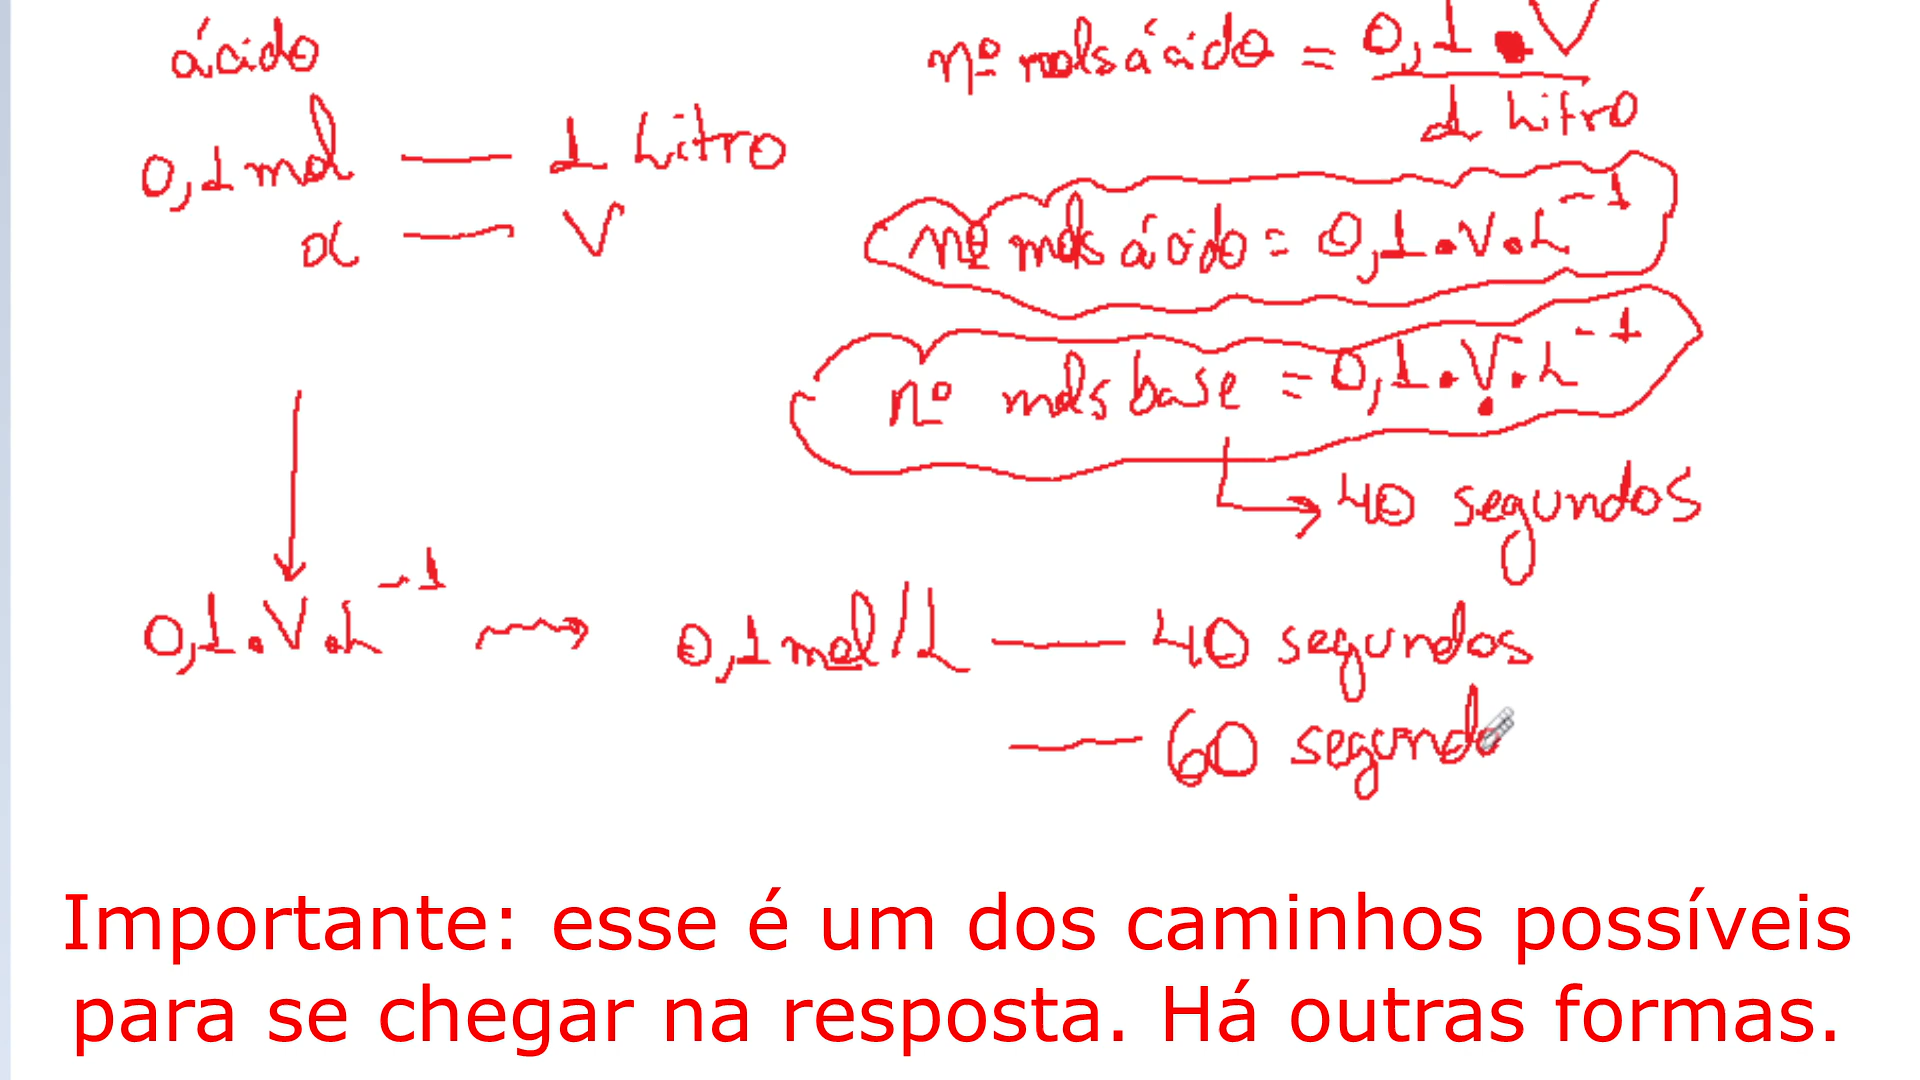 ácido
0,1 mol — 1 Litro
x — V
nº mols ácido = 0,1 . V
1 Litro
nº mols ácido = 0,1 . V . L⁻¹
nº mols base = 0,1 . V . L⁻¹
→ 40 segundos
0,1 . V . L⁻¹ → 0,1 mol/L — 40 segundos
— 60 segundo
Importante: esse é um dos caminhos possíveis
para se chegar na resposta. Há outras formas.